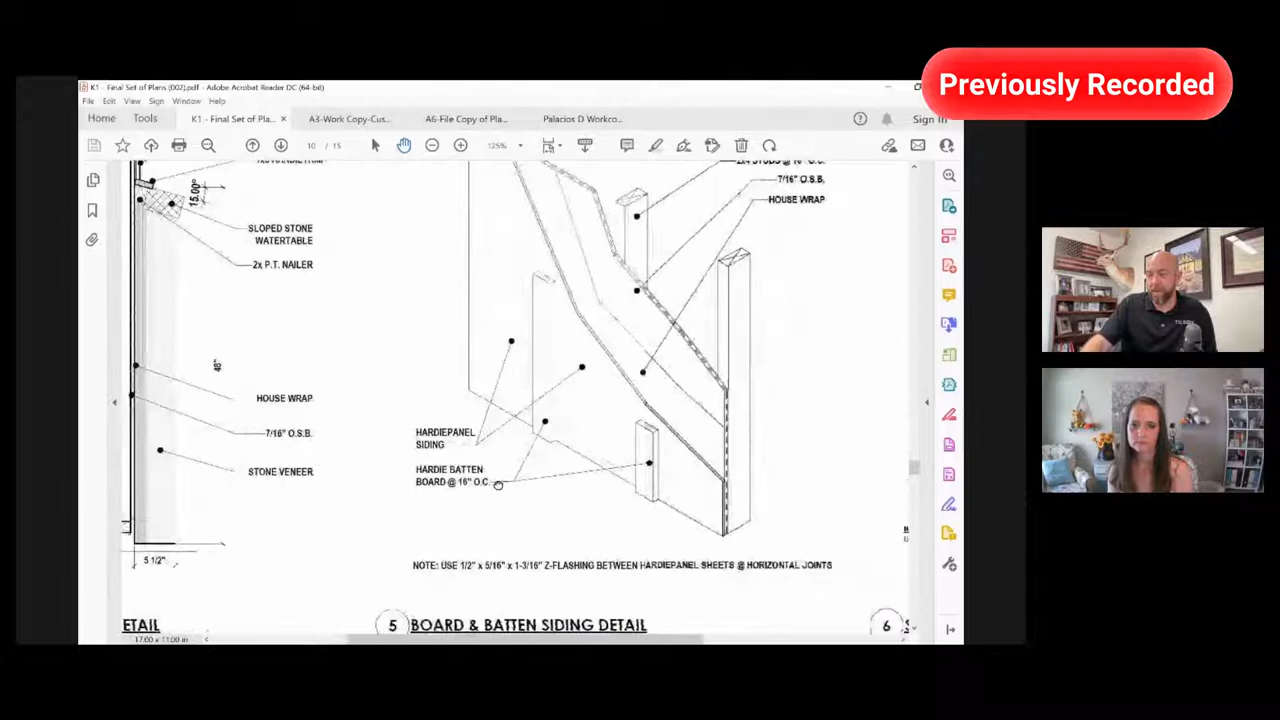 Previously Recorded
K1 - Final Set of Plans (002).pdf - Adobe Acrobat Reader DC (64-bit)
File Edit View Sign Window Help
Home Tools K1 - Final Set of Pla... × A3-Work Copy-Cus... A6-File Copy of Pla... Palacios D Workco... Sign In
10 / 15 125%
2x4 STUDS @ 16" O.C.
7/16" O.S.B.
HOUSE WRAP
15.00°
SLOPED STONE
WATERTABLE
2x P.T. NAILER
48"
HOUSE WRAP
7/16" O.S.B.
STONE VENEER
5 1/2"
HARDIEPANEL
SIDING
HARDIE BATTEN
BOARD @ 16" O.C.
NOTE: USE 1/2" x 5/16" x 1-3/16" Z-FLASHING BETWEEN HARDIEPANEL SHEETS @ HORIZONTAL JOINTS
ETAIL
5 BOARD & BATTEN SIDING DETAIL
6
17.00 x 11.00 in